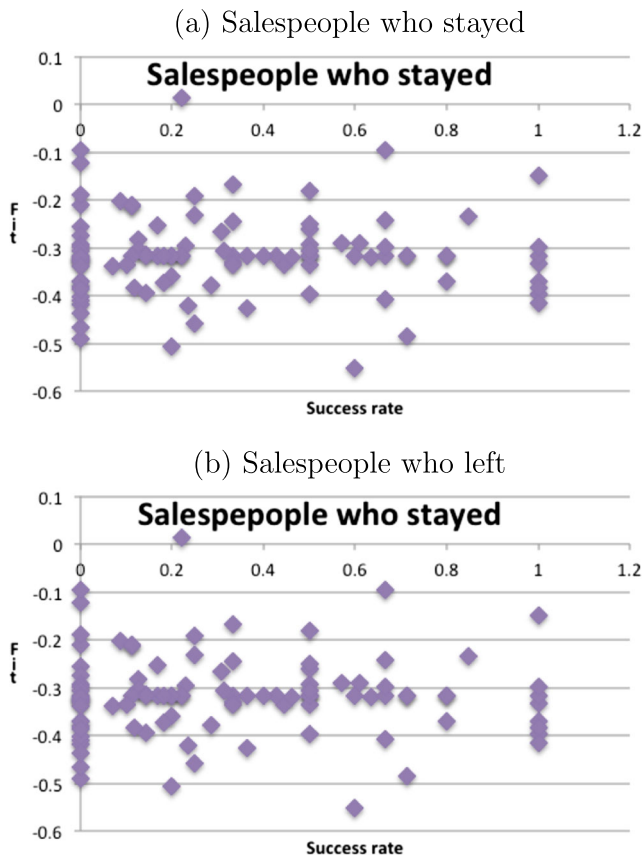 (a) Salespeople who stayed
Salespeople who stayed
0.1
0
0 0.2 0.4 0.6 0.8 1 1.2
-0.1
-0.2
Fit
-0.3
-0.4
-0.5
-0.6
Success rate
(b) Salespeople who left
Salespepople who stayed
0.1
0
0 0.2 0.4 0.6 0.8 1 1.2
-0.1
-0.2
Fit
-0.3
-0.4
-0.5
-0.6
Success rate